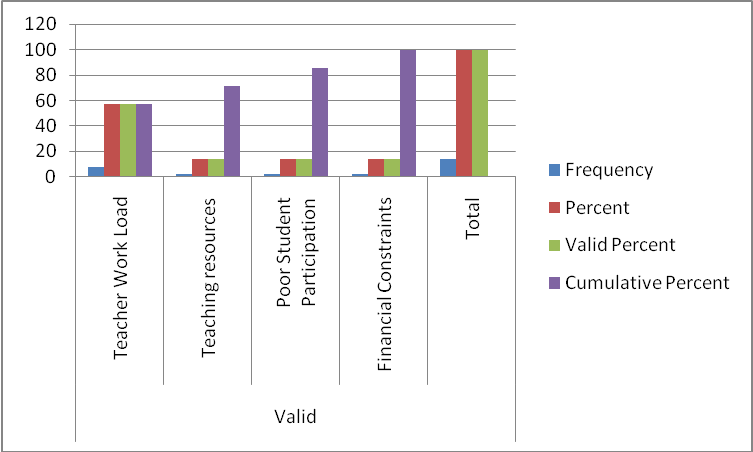 120
100
80
60
40
20
0
Teacher Work Load
Teaching resources
Poor Student
Participation
Financial Constraints
Total
Valid
Frequency
Percent
Valid Percent
Cumulative Percent